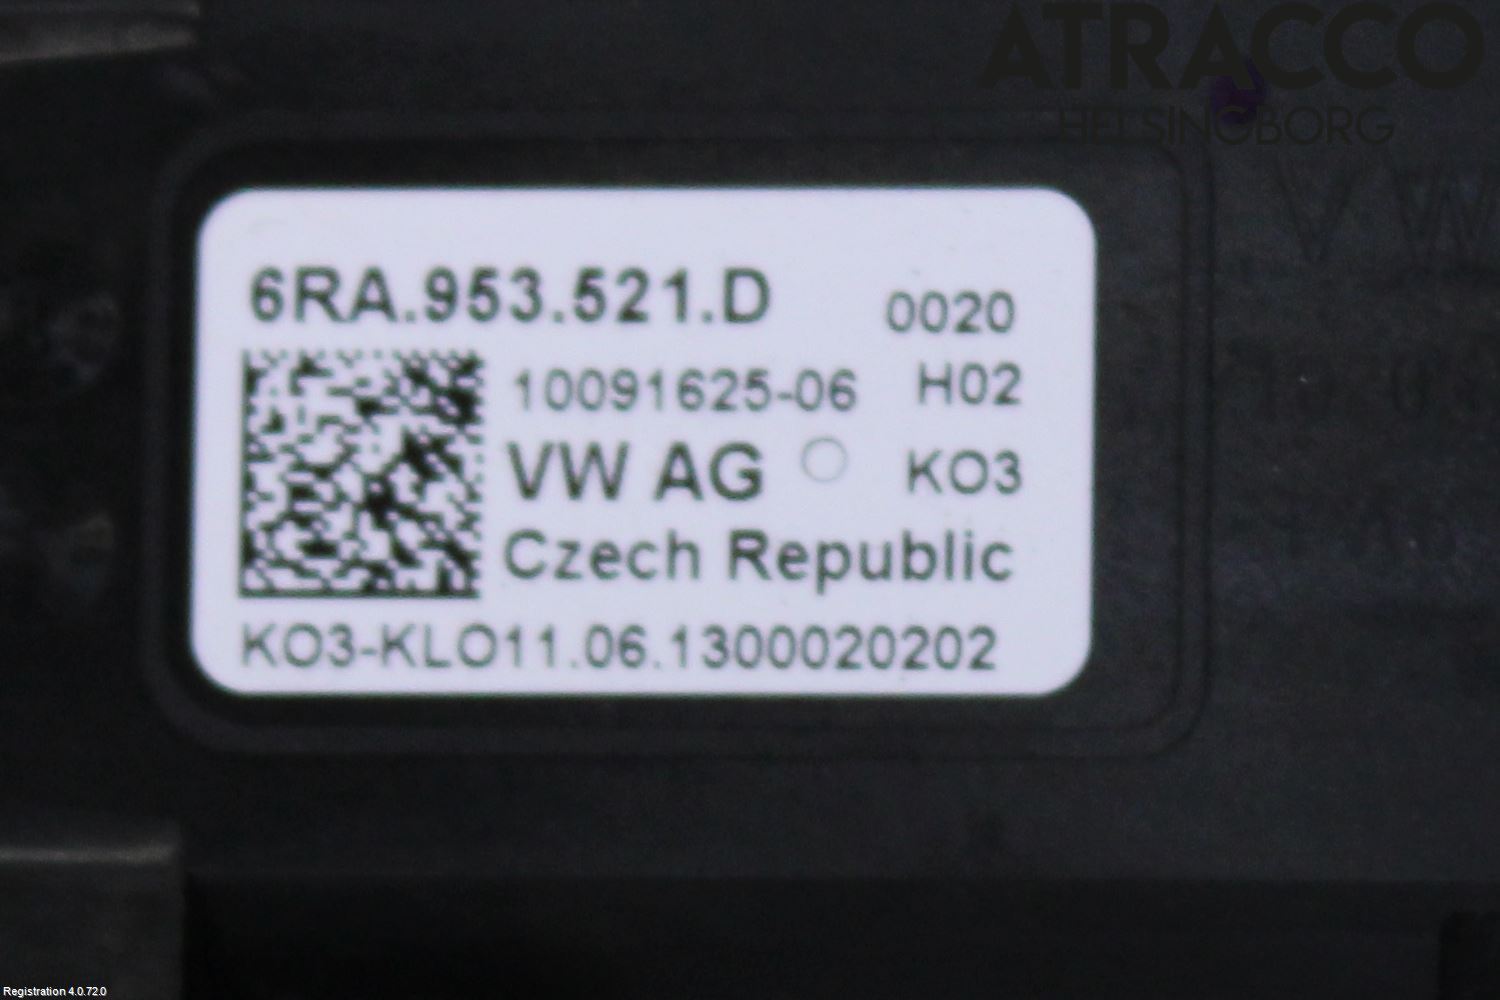 ATRACCO
HELSINGBORG
6RA.953.521.D 0020
10091625-06 H02
VW AG KO3
Czech Republic
KO3-KLO11.06.1300020202
VW
Registration 4.0.72.0